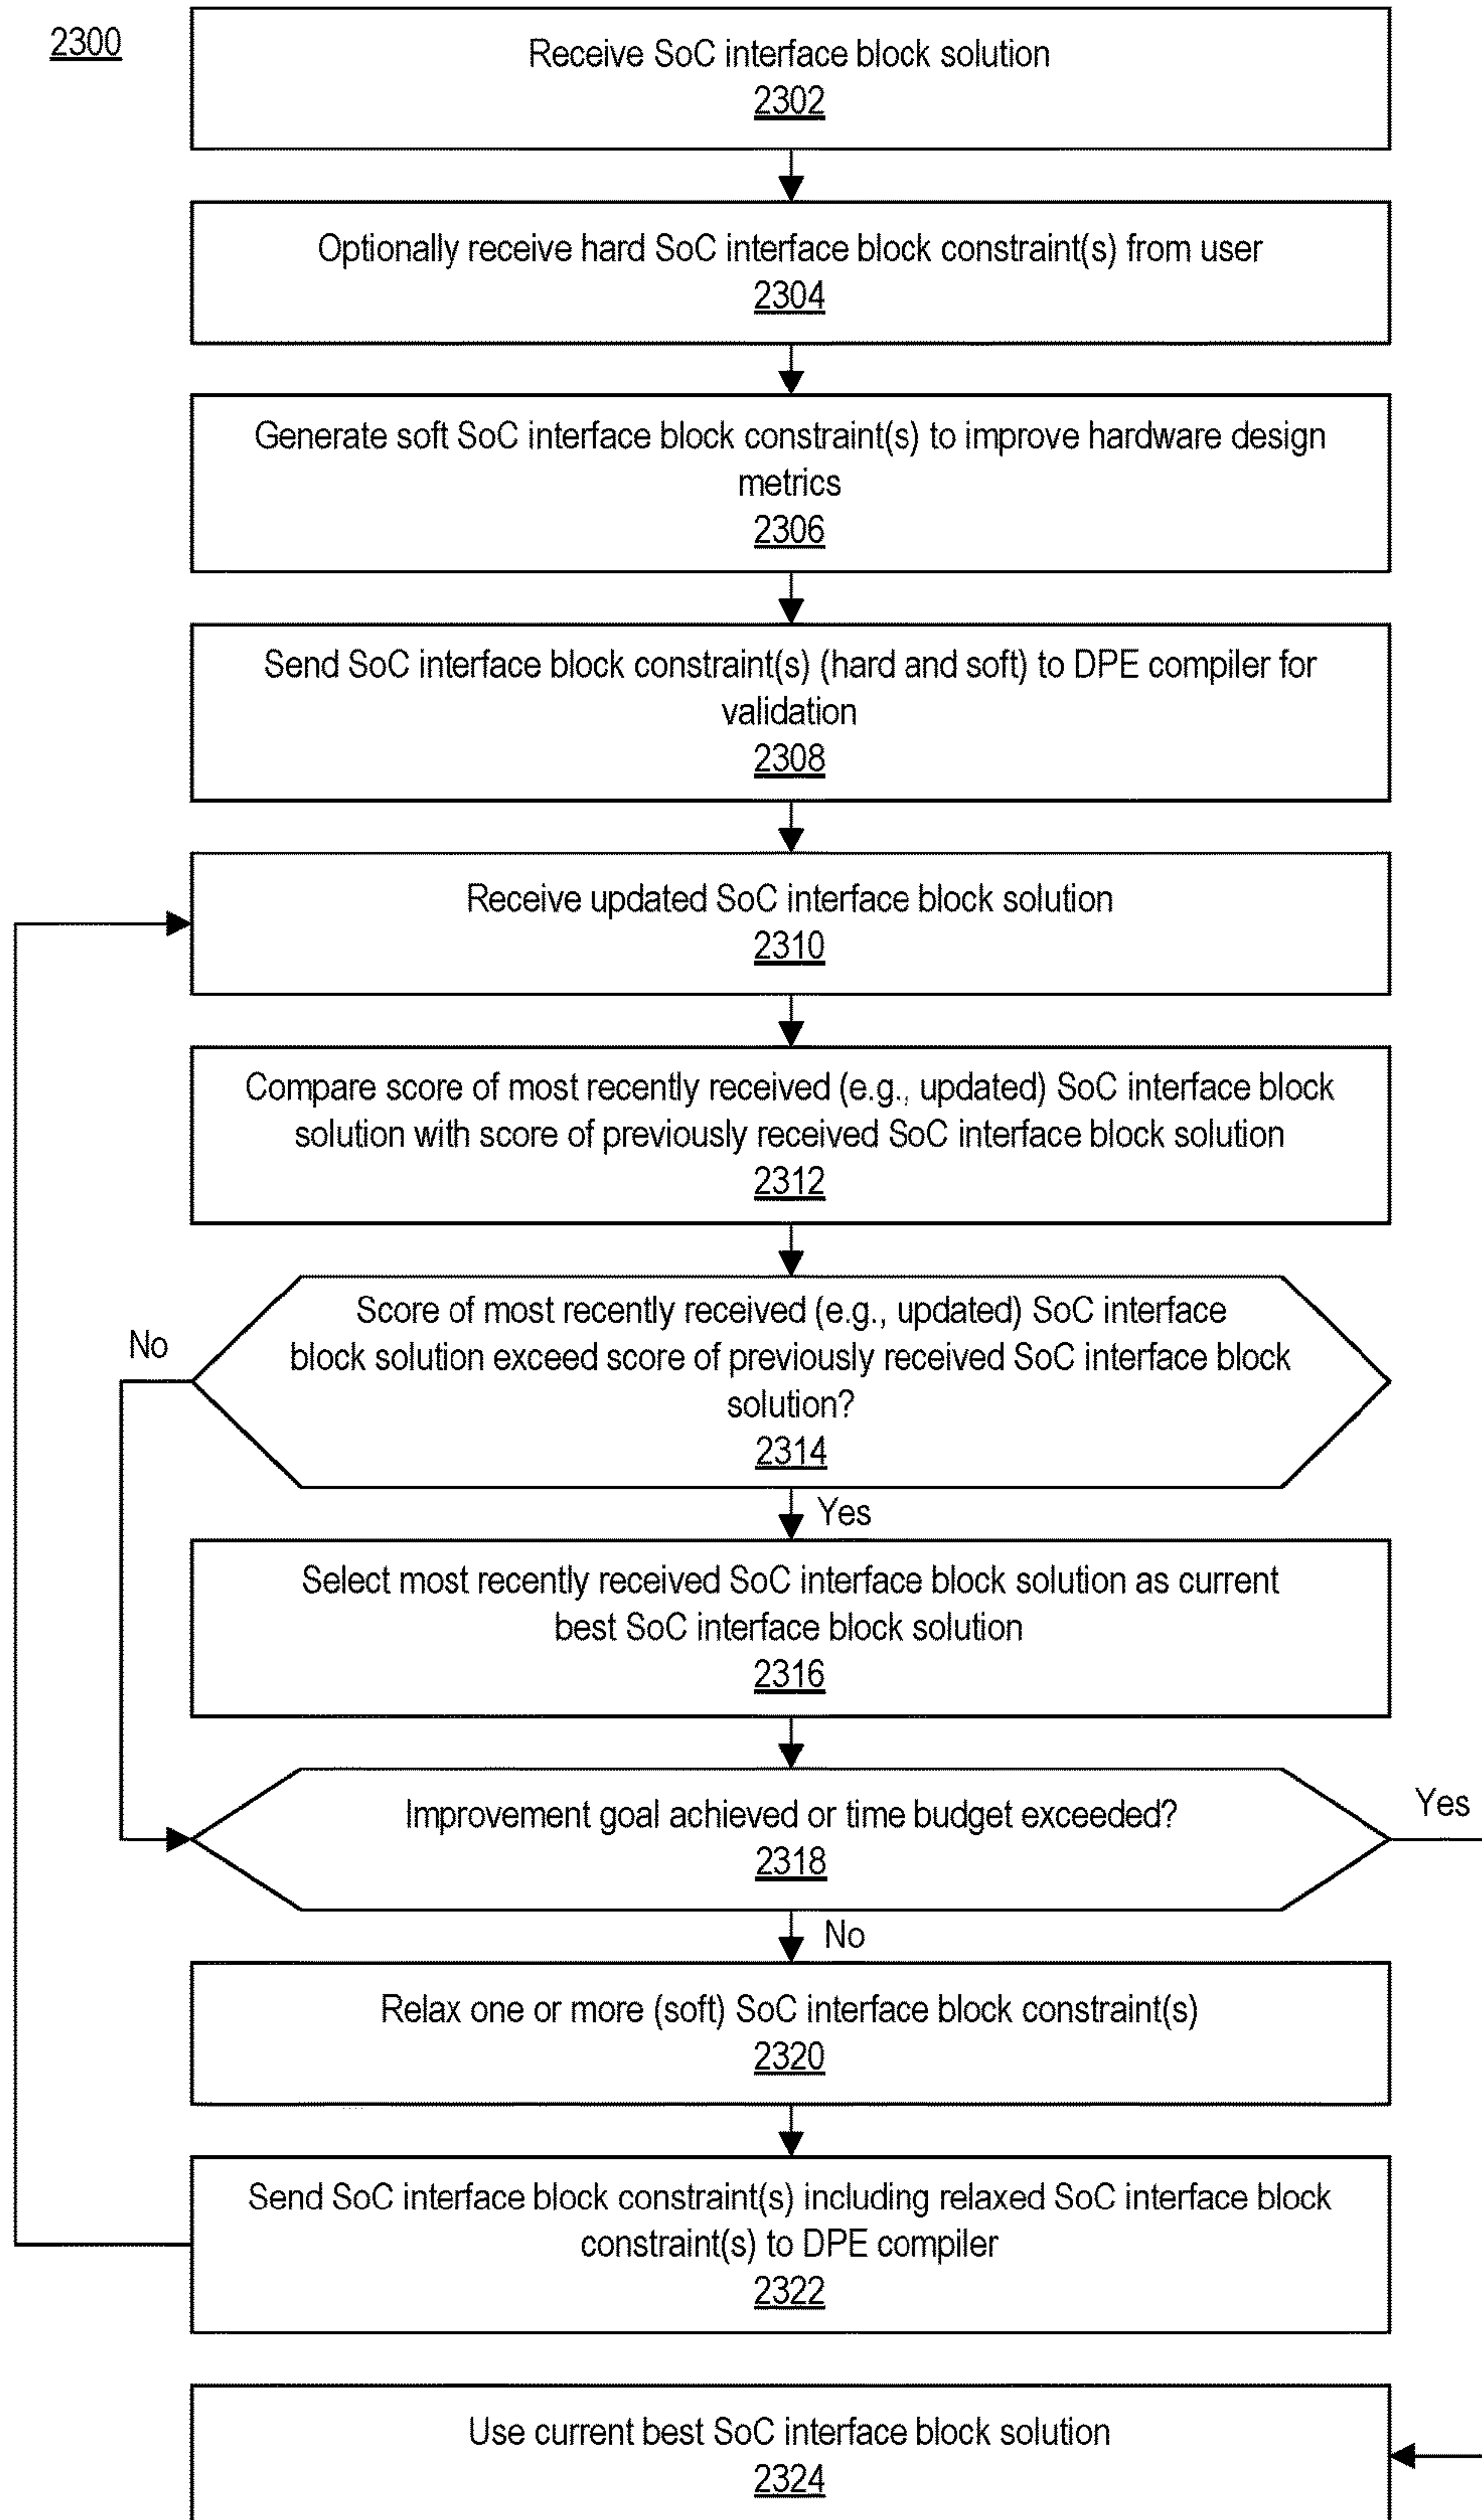 2300
Receive SoC interface block solution
2302
Optionally receive hard SoC interface block constraint(s) from user
2304
Generate soft SoC interface block constraint(s) to improve hardware design
metrics
2306
Send SoC interface block constraint(s) (hard and soft) to DPE compiler for
validation
2308
Receive updated SoC interface block solution
2310
Compare score of most recently received (e.g., updated) SoC interface block
solution with score of previously received SoC interface block solution
2312
Score of most recently received (e.g., updated) SoC interface
block solution exceed score of previously received SoC interface block
solution?
2314
No
Yes
Select most recently received SoC interface block solution as current
best SoC interface block solution
2316
Improvement goal achieved or time budget exceeded?
2318
Yes
No
Relax one or more (soft) SoC interface block constraint(s)
2320
Send SoC interface block constraint(s) including relaxed SoC interface block
constraint(s) to DPE compiler
2322
Use current best SoC interface block solution
2324